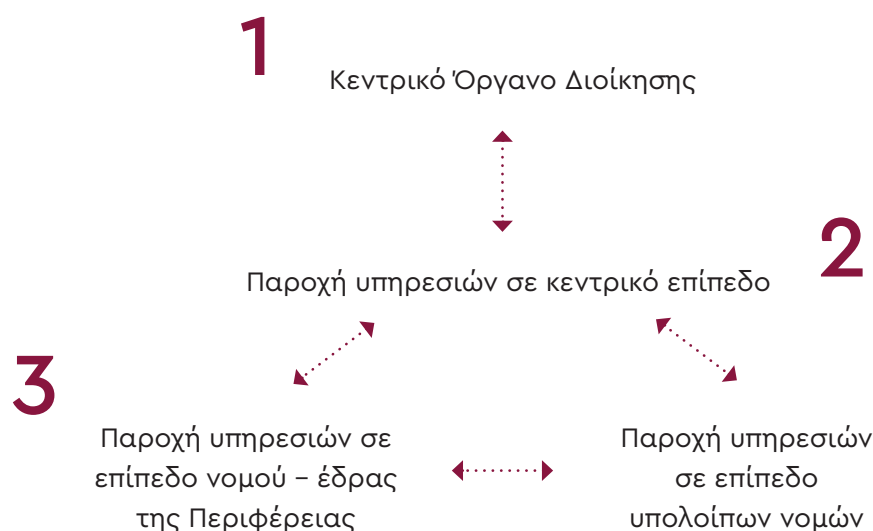 1
Κεντρικό Όργανο Διοίκησης
2
Παροχή υπηρεσιών σε κεντρικό επίπεδο
3
Παροχή υπηρεσιών σε
επίπεδο νομού – έδρας
της Περιφέρειας
Παροχή υπηρεσιών
σε επίπεδο
υπολοίπων νομών